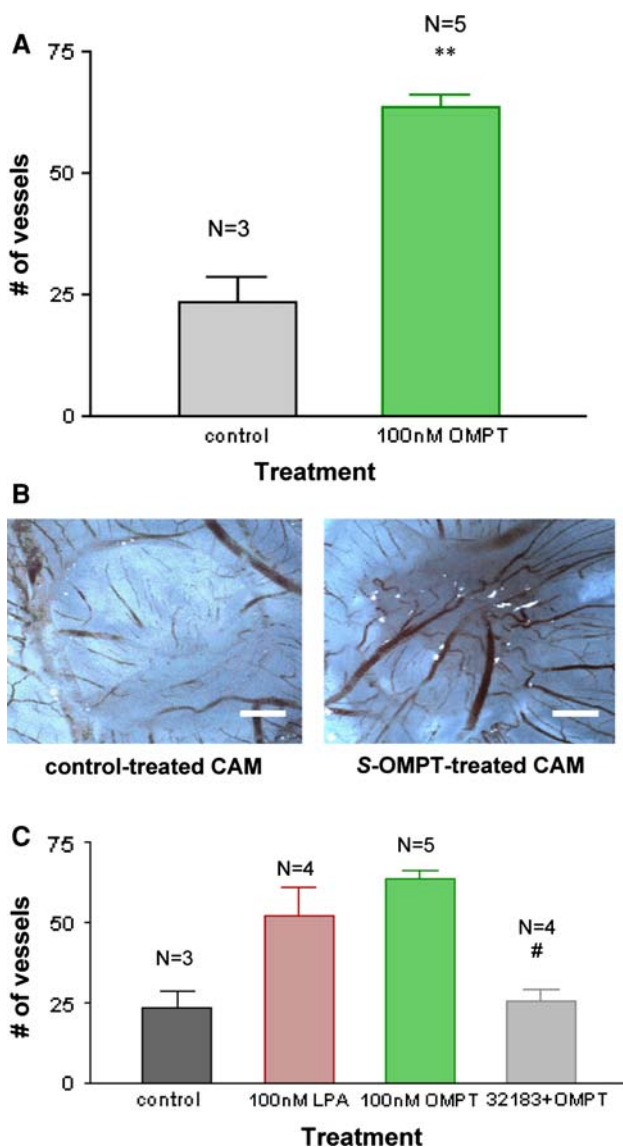 A
# of vessels
75
50
25
0
N=3
N=5
**
control
100nM OMPT
Treatment
B
control-treated CAM
S-OMPT-treated CAM
C
# of vessels
75
50
25
0
N=3
N=4
N=5
N=4
#
control
100nM LPA
100nM OMPT
32183+OMPT
Treatment